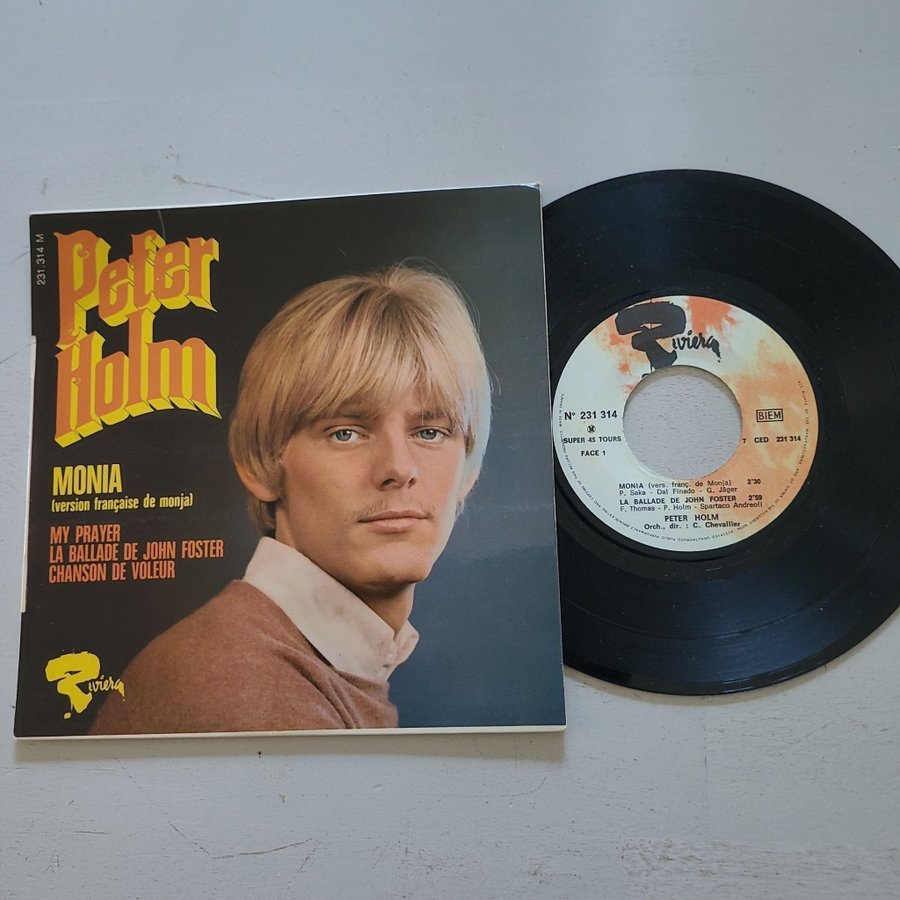 231.314 M
Peter
Holm
MONIA
(version française de monja)
MY PRAYER
LA BALLADE DE JOHN FOSTER
CHANSON DE VOLEUR
Riviera
Riviera
N° 231 314
M
SUPER 45 TOURS
FACE 1
BIEM
7 CED 231 314
MONIA (vers. franç. de Monja) 2'30
P. Saka - Dal Finado - G. Jäger
LA BALLADE DE JOHN FOSTER 2'39
F. Thomas - P. Holm - Spartaco Andreoli
PETER HOLM
Orch., dir. : C. Chevallier